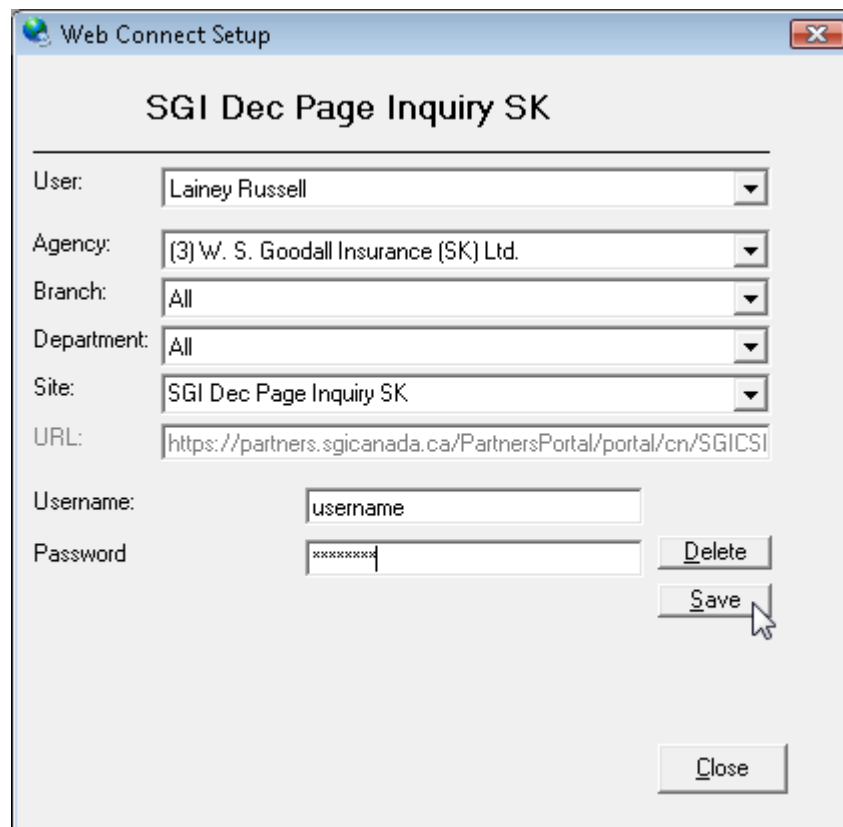 Web Connect Setup
SGI Dec Page Inquiry SK
User: Lainey Russell
Agency: (3) W. S. Goodall Insurance (SK) Ltd.
Branch: All
Department: All
Site: SGI Dec Page Inquiry SK
URL: https://partners.sgicanada.ca/PartnersPortal/portal/cn/SGICSI
Username: username
Password ********
Delete
Save
Close